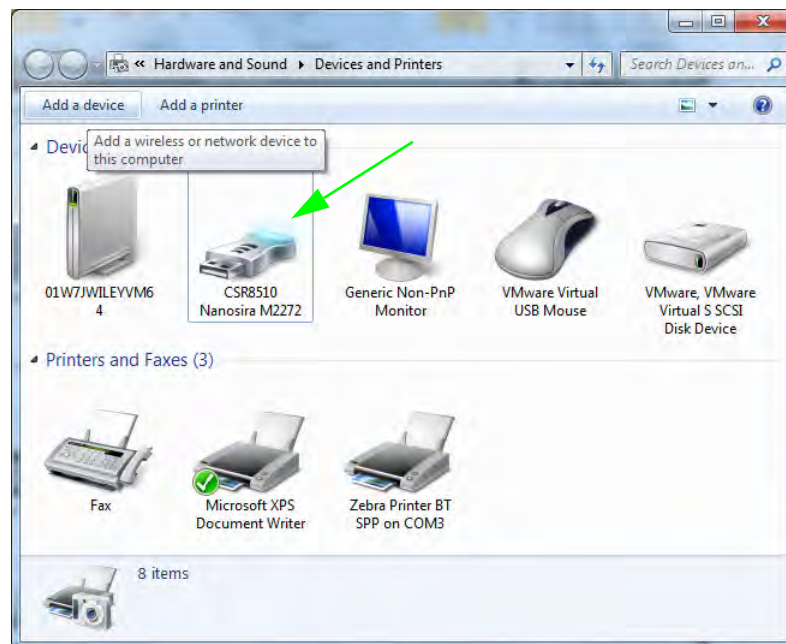 « Hardware and Sound ▸ Devices and Printers
Search Devices an...
Add a device
Add a printer
Add a wireless or network device to
this computer
Devic
01W7JWILEYVM6
4
CSR8510
Nanosira M2272
Generic Non-PnP
Monitor
VMware Virtual
USB Mouse
VMware, VMware
Virtual S SCSI
Disk Device
Printers and Faxes (3)
Fax
Microsoft XPS
Document Writer
Zebra Printer BT
SPP on COM3
8 items